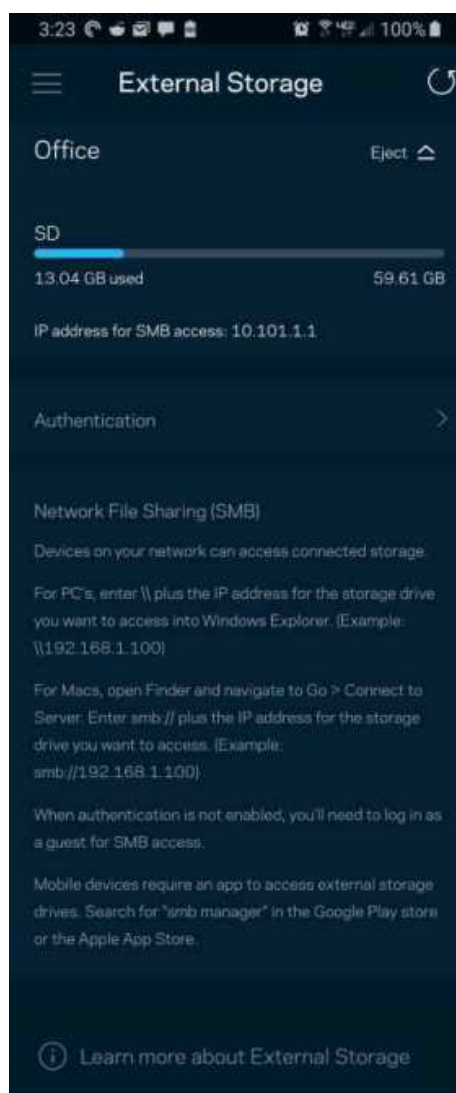 3:23 100%
External Storage
Office Eject
SD
13.04 GB used 59.61 GB
IP address for SMB access: 10.101.1.1
Authentication
Network File Sharing (SMB)
Devices on your network can access connected storage.
For PC's, enter \\ plus the IP address for the storage drive
you want to access into Windows Explorer. (Example:
\\192.168.1.100)
For Macs, open Finder and navigate to Go > Connect to
Server. Enter smb:// plus the IP address for the storage
drive you want to access. (Example:
smb://192.168.1.100)
When authentication is not enabled, you'll need to log in as
a guest for SMB access.
Mobile devices require an app to access external storage
drives. Search for "smb manager" in the Google Play store
or the Apple App Store.
Learn more about External Storage